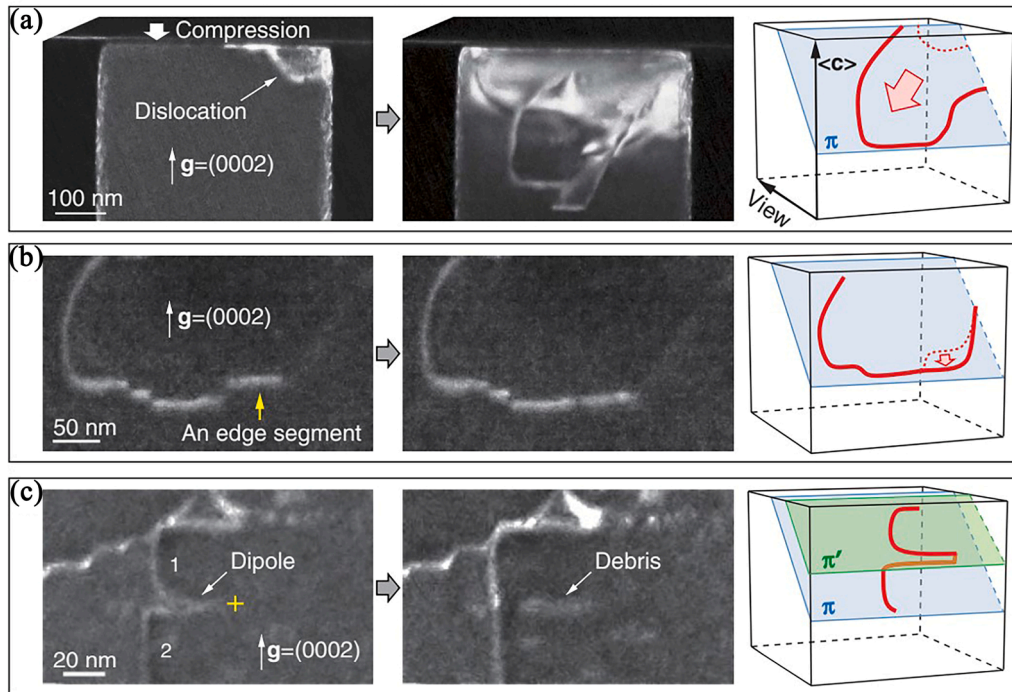 (a)
Compression
Dislocation
g=(0002)
100 nm
<c>
π
View
(b)
g=(0002)
50 nm
An edge segment
(c)
1
Dipole
2
g=(0002)
20 nm
Debris
π′
π